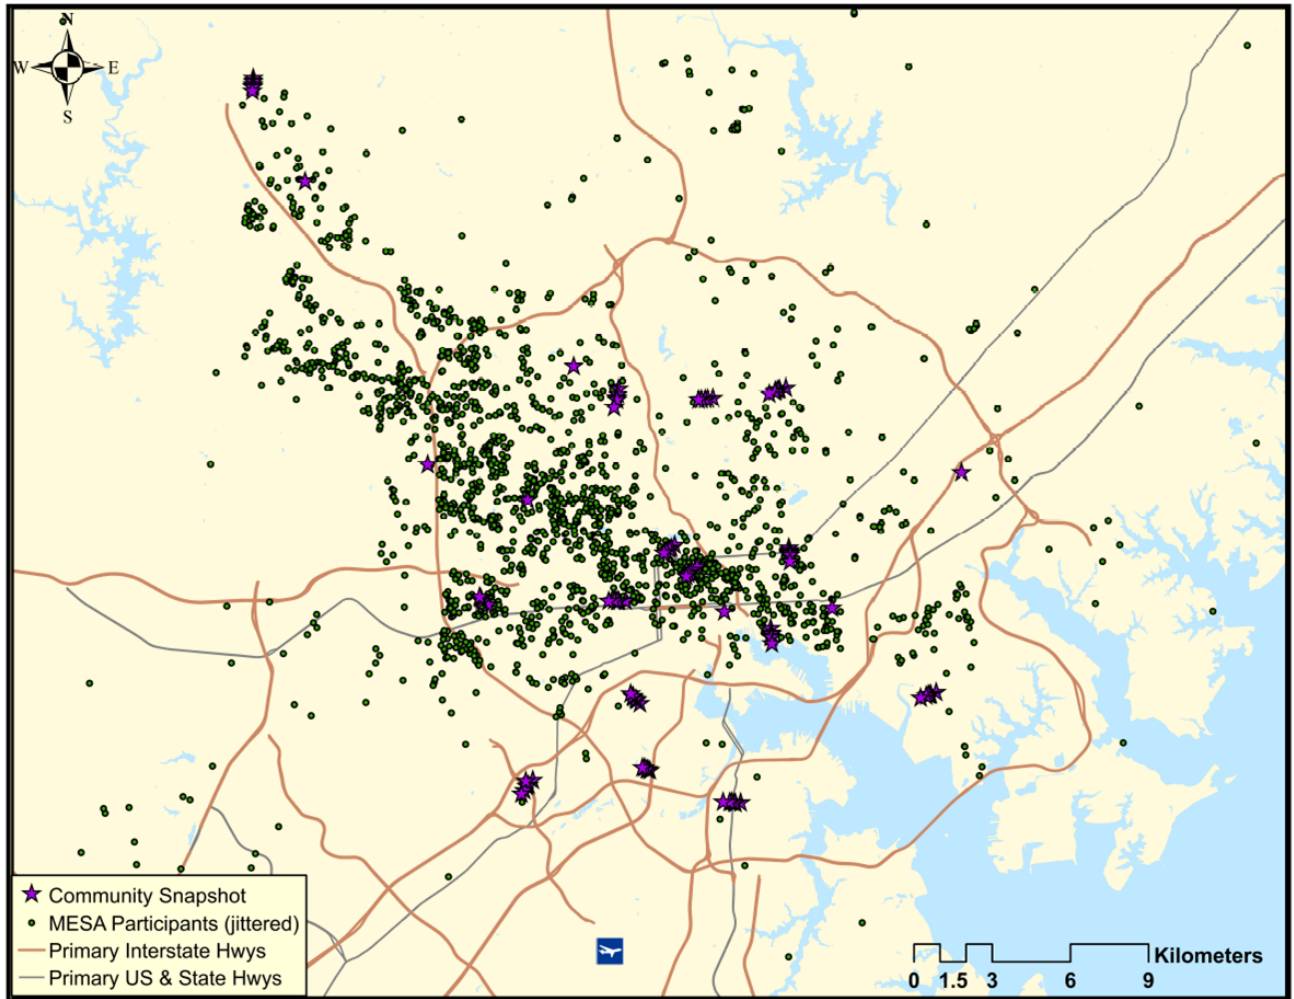 N
W E
S
Community Snapshot
MESA Participants (jittered)
Primary Interstate Hwys
Primary US & State Hwys
Kilometers
0 1.5 3 6 9